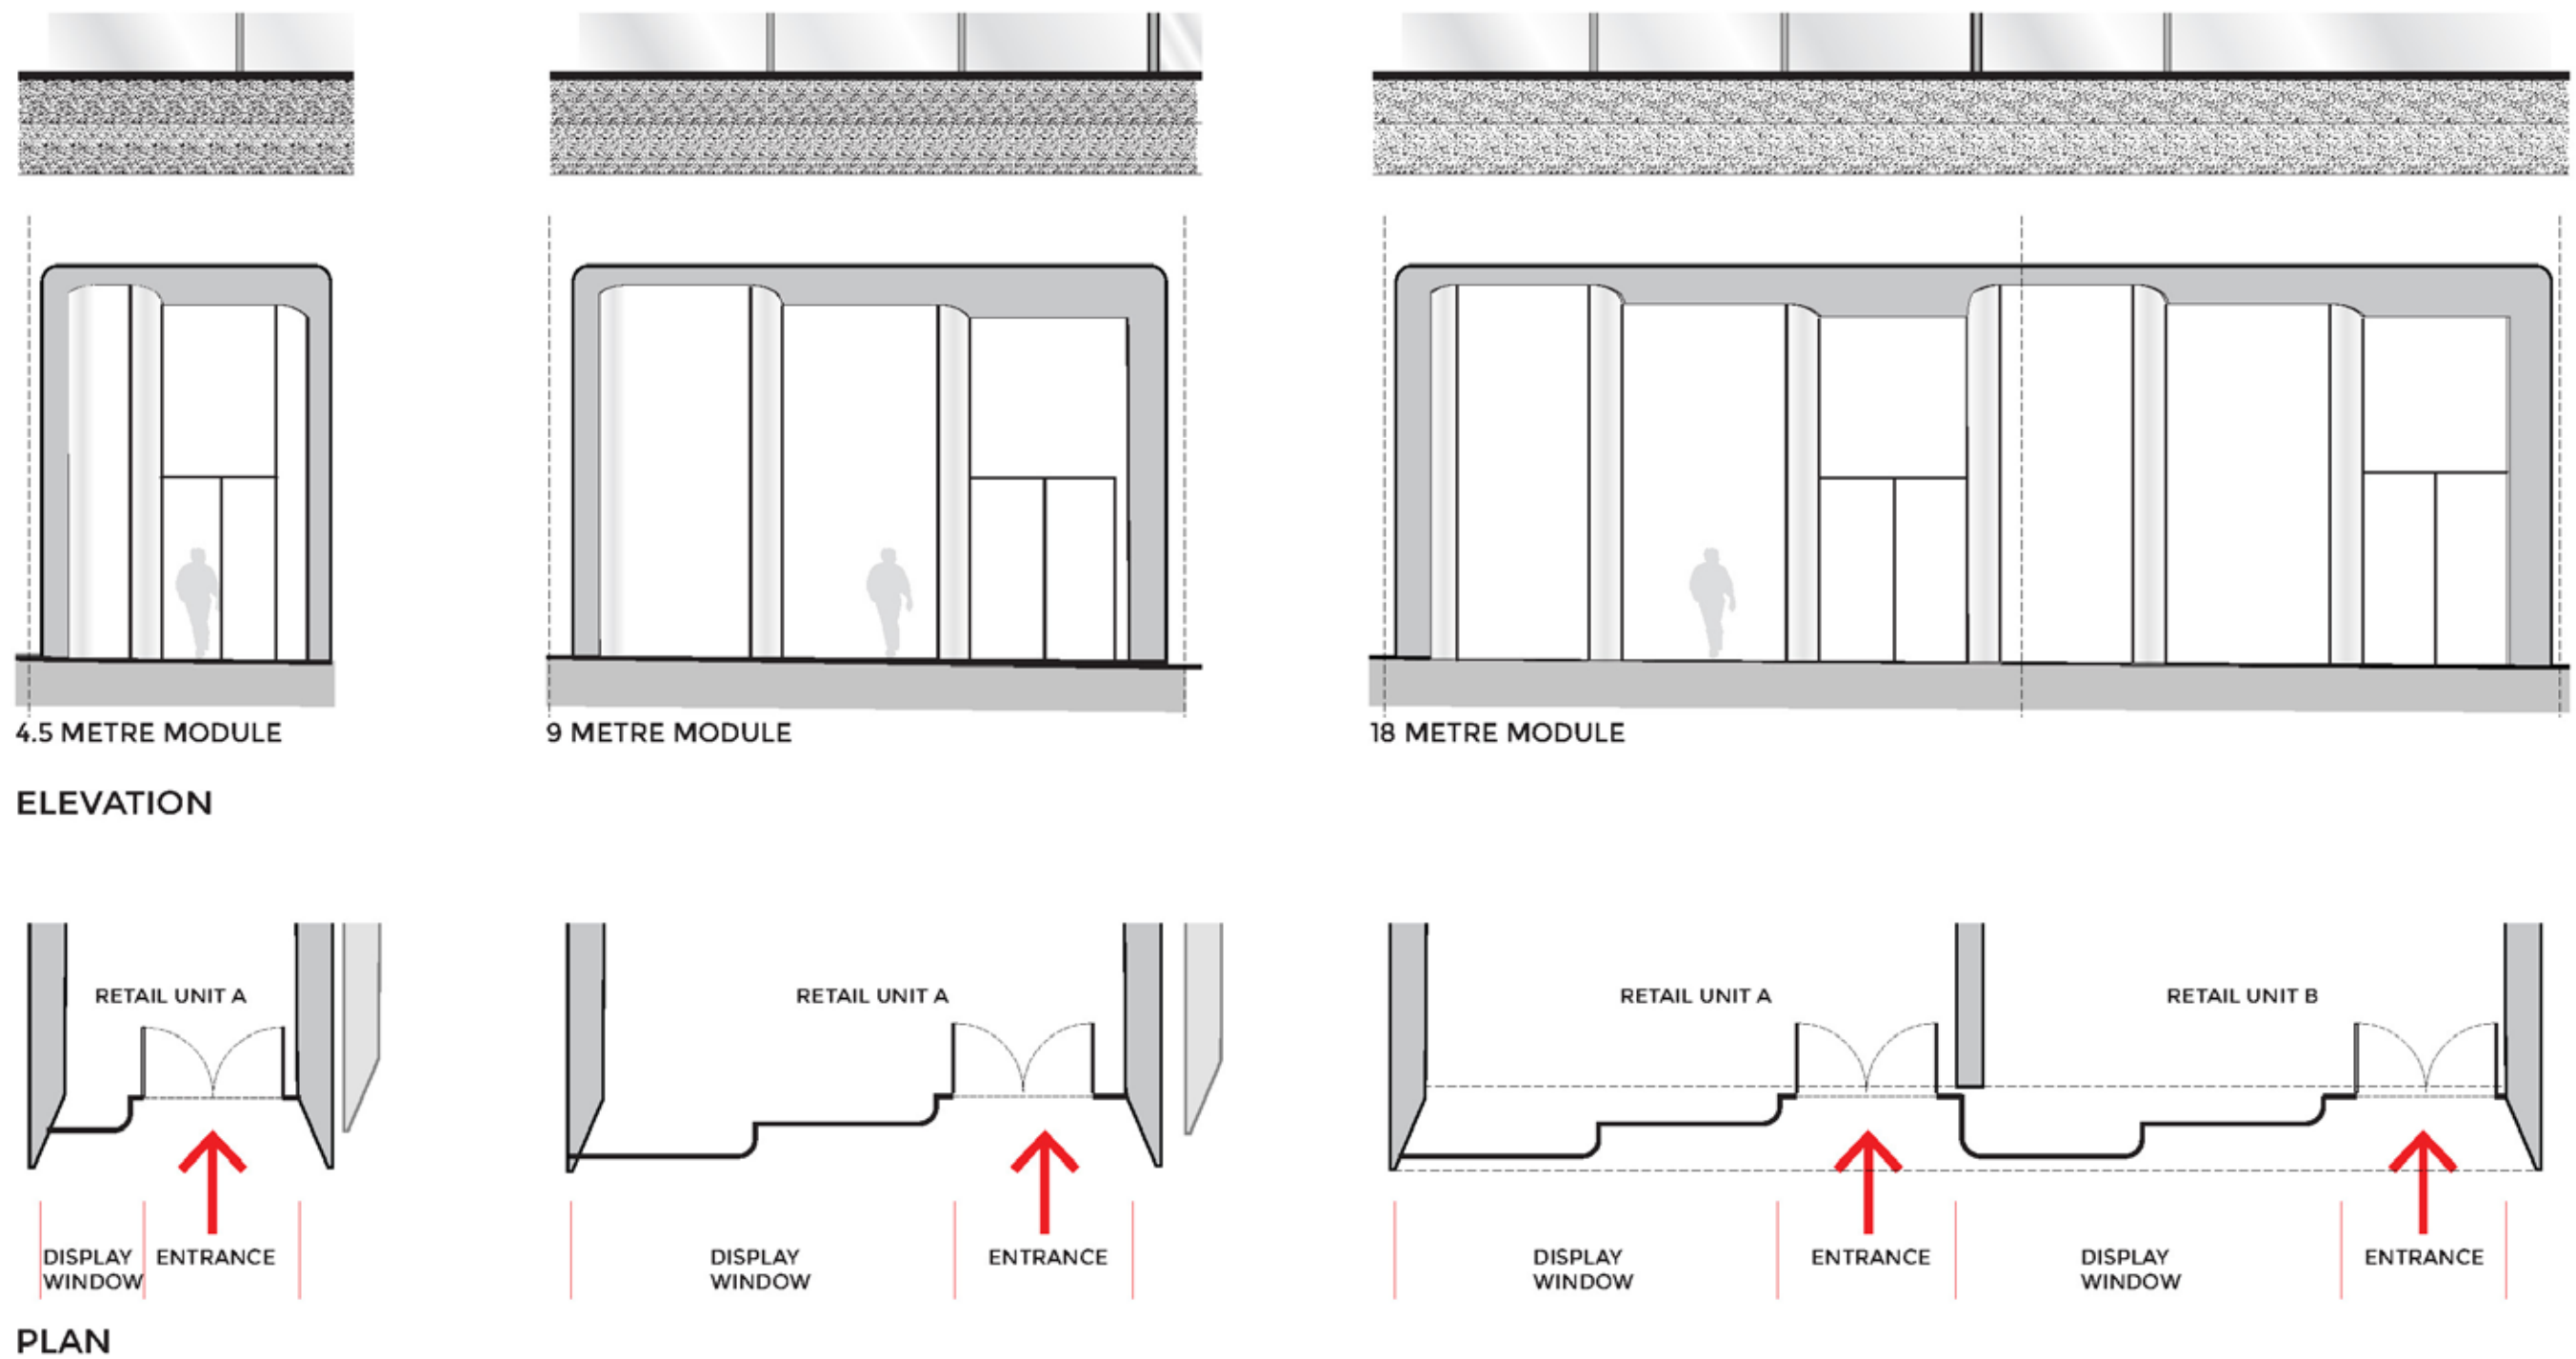 4.5 METRE MODULE
9 METRE MODULE
18 METRE MODULE
ELEVATION
RETAIL UNIT A
RETAIL UNIT A
RETAIL UNIT A
RETAIL UNIT B
DISPLAY
WINDOW
ENTRANCE
DISPLAY
WINDOW
ENTRANCE
DISPLAY
WINDOW
ENTRANCE
DISPLAY
WINDOW
ENTRANCE
PLAN